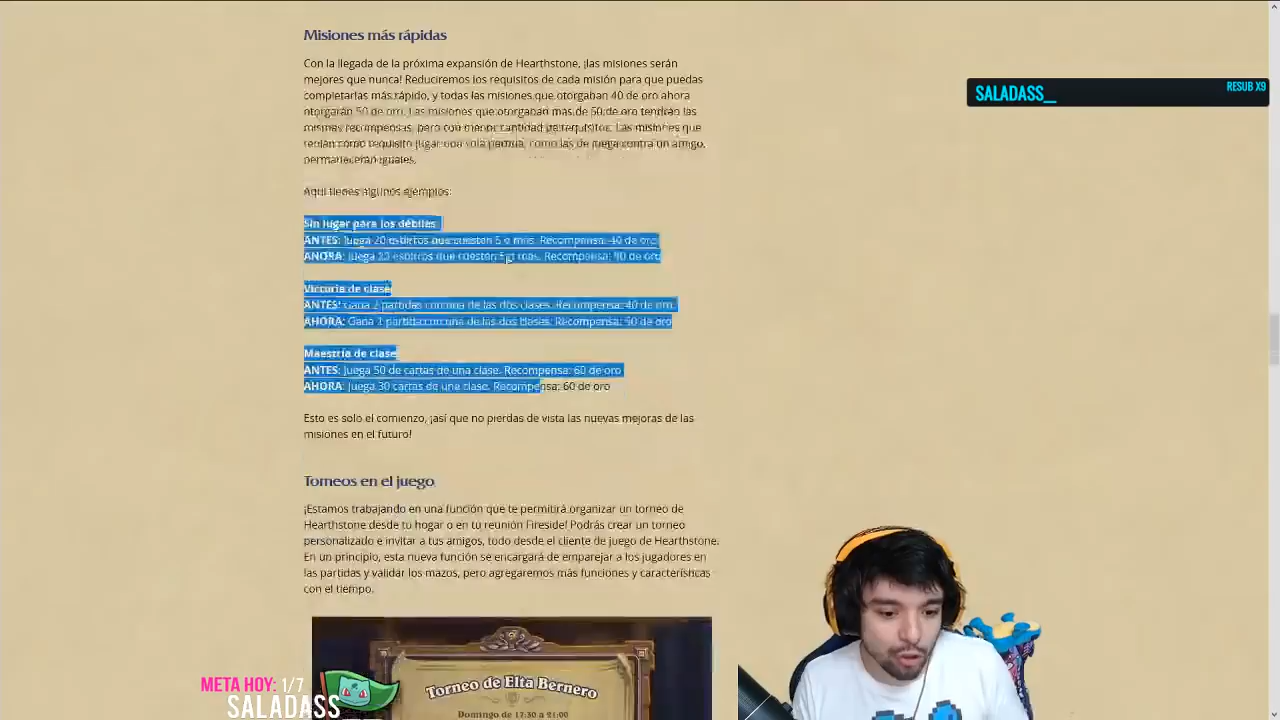 Misiones más rápidas
SALADASS_
RESUB X9
Con la llegada de la próxima expansión de Hearthstone, ¡las misiones serán
mejores que nunca! Reduciremos los requisitos de cada misión para que puedas
completarlas más rápido, y todas las misiones que otorgaban 40 de oro ahora
otorgarán 50 de oro. Las misiones que otorgaban más de 50 de oro tendrán las
mismas recompensas, pero con menor cantidad de requisitos. Las misiones que
tenían como requisito jugar una sola partida, como las de juega contra un amigo,
permanecerán iguales.
Aquí tienes algunos ejemplos:
Sin lugar para los débiles
ANTES: Juega 20 esbirros que cuesten 5 o más. Recompensa: 40 de oro
AHORA: Juega esbirros que cuesten 5 o más. Recompensa: de oro
Victoria de clase
ANTES: Gana partidas con una de las dos clases. Recompensa: 40 de oro
AHORA: Gana partida con una de las dos clases. Recompensa: 50 de oro
Maestría de clase
ANTES: Juega 50 de cartas de una clase. Recompensa: 60 de oro
AHORA: Juega 30 cartas de una clase. Recompensa: 60 de oro
Esto es solo el comienzo, ¡así que no pierdas de vista las nuevas mejoras de las
misiones en el futuro!
Torneos en el juego
¡Estamos trabajando en una función que te permitirá organizar un torneo de
Hearthstone desde tu hogar o en tu reunión Fireside! Podrás crear un torneo
personalizado e invitar a tus amigos, todo desde el cliente de juego de Hearthstone.
En un principio, esta nueva función se encargará de emparejar a los jugadores en
las partidas y validar los mazos, pero agregaremos más funciones y características
con el tiempo.
Torneo de Elta Bernero
Domingo de 17:30 a 21:00
META HOY: 1/7
SALADASS